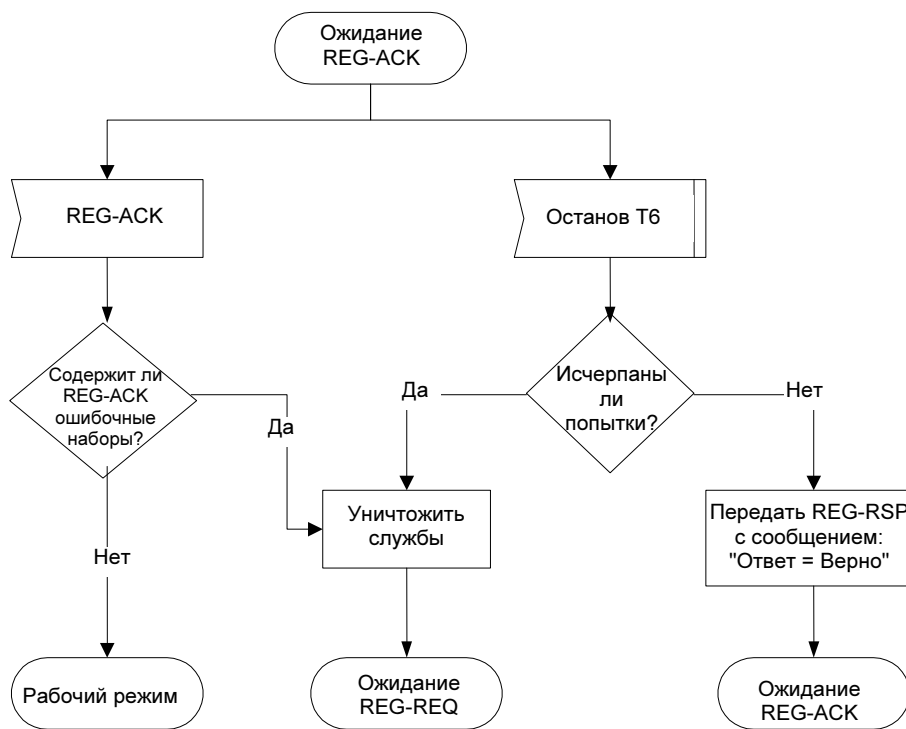 Ожидание
REG-ACK
REG-ACK
Останов Т6
Содержит ли
REG-ACK
ошибочные
наборы?
Да
Исчерпаны
ли
попытки?
Да
Нет
Уничтожить
службы
Передать REG-RSP
с сообщением:
"Ответ = Верно"
Нет
Рабочий режим
Ожидание
REG-REQ
Ожидание
REG-ACK